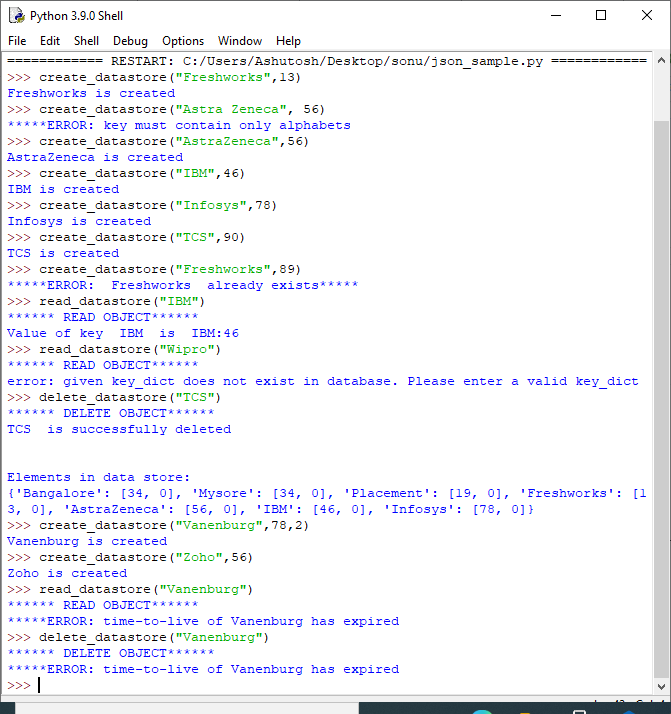 Python 3.9.0 Shell
File Edit Shell Debug Options Window Help
============ RESTART: C:/Users/Ashutosh/Desktop/sonu/json_sample.py ============
>>> create_datastore("Freshworks",13)
Freshworks is created
>>> create_datastore("Astra Zeneca", 56)
*****ERROR: key must contain only alphabets
>>> create_datastore("AstraZeneca",56)
AstraZeneca is created
>>> create_datastore("IBM",46)
IBM is created
>>> create_datastore("Infosys",78)
Infosys is created
>>> create_datastore("TCS",90)
TCS is created
>>> create_datastore("Freshworks",89)
*****ERROR:  Freshworks  already exists*****
>>> read_datastore("IBM")
****** READ OBJECT******
Value of key  IBM  is  IBM:46
>>> read_datastore("Wipro")
****** READ OBJECT******
error: given key_dict does not exist in database. Please enter a valid key_dict
>>> delete_datastore("TCS")
****** DELETE OBJECT******
TCS  is successfully deleted
Elements in data store:
{'Bangalore': [34, 0], 'Mysore': [34, 0], 'Placement': [19, 0], 'Freshworks': [1
3, 0], 'AstraZeneca': [56, 0], 'IBM': [46, 0], 'Infosys': [78, 0]}
>>> create_datastore("Vanenburg",78,2)
Vanenburg is created
>>> create_datastore("Zoho",56)
Zoho is created
>>> read_datastore("Vanenburg")
****** READ OBJECT******
*****ERROR: time-to-live of Vanenburg has expired
>>> delete_datastore("Vanenburg")
****** DELETE OBJECT******
*****ERROR: time-to-live of Vanenburg has expired
>>>